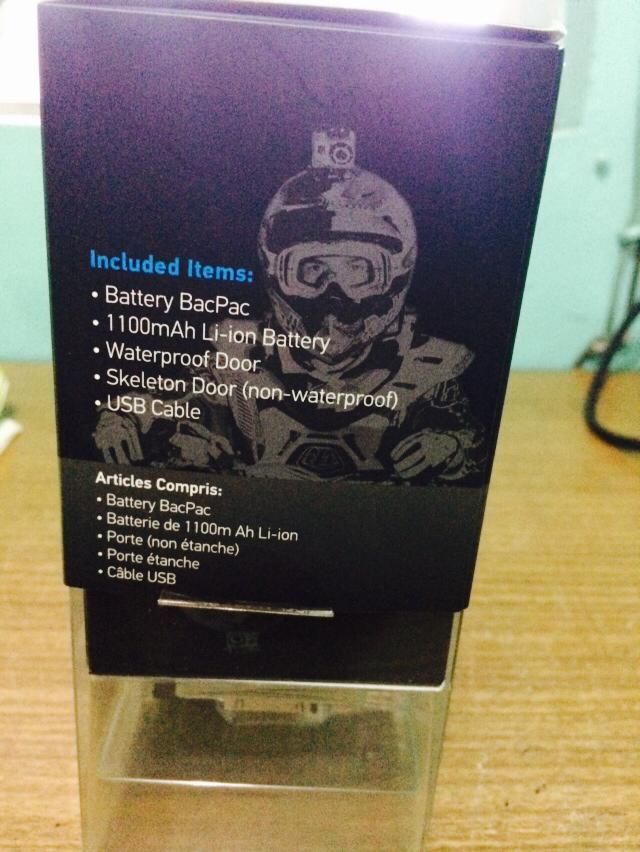 Included Items:
• Battery BacPac
• 1100mAh Li-ion Battery
• Waterproof Door
• Skeleton Door (non-waterproof)
• USB Cable
Articles Compris:
• Battery BacPac
• Batterie de 1100m Ah Li-ion
• Porte (non étanche)
• Porte étanche
• Câble USB